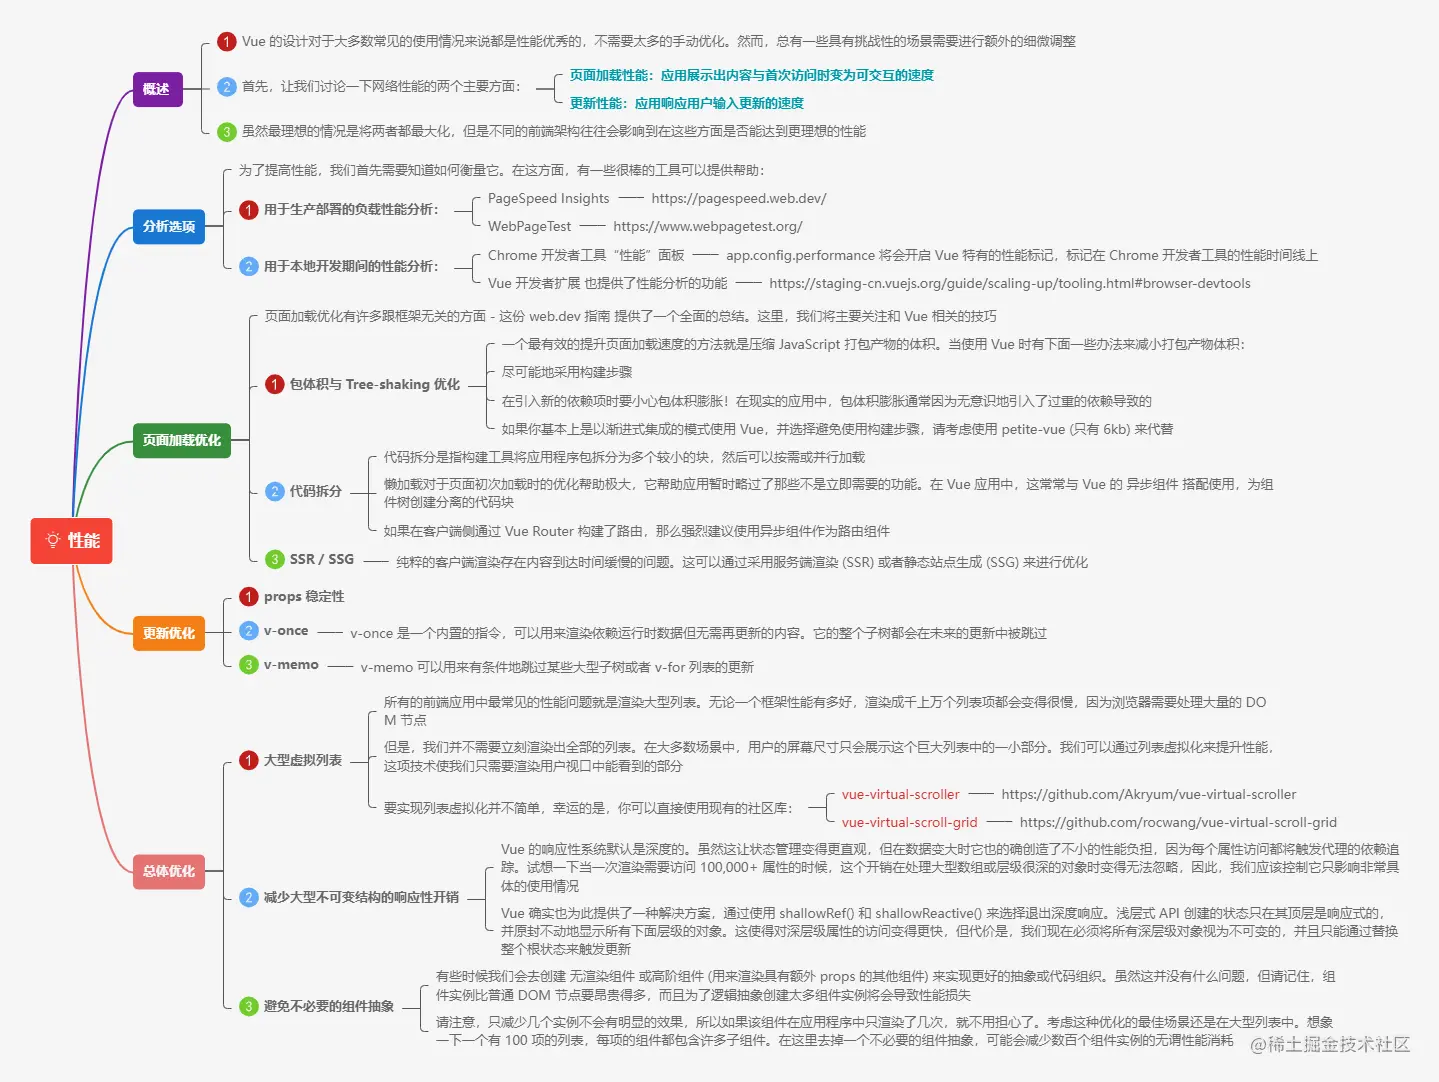 性能
概述
1 Vue 的设计对于大多数常见的使用情况来说都是性能优秀的，不需要太多的手动优化。然而，总有一些具有挑战性的场景需要进行额外的细微调整
2 首先，让我们讨论一下网络性能的两个主要方面：
页面加载性能：应用展示出内容与首次访问时变为可交互的速度
更新性能：应用响应用户输入更新的速度
3 虽然最理想的情况是将两者都最大化，但是不同的前端架构往往会影响到在这些方面是否能达到更理想的性能
分析选项
为了提高性能，我们首先需要知道如何衡量它。在这方面，有一些很棒的工具可以提供帮助：
1 用于生产部署的负载性能分析：
PageSpeed Insights
https://pagespeed.web.dev/
WebPageTest
https://www.webpagetest.org/
2 用于本地开发期间的性能分析：
Chrome 开发者工具“性能”面板
app.config.performance 将会开启 Vue 特有的性能标记，标记在 Chrome 开发者工具的性能时间线上
Vue 开发者扩展 也提供了性能分析的功能
https://staging-cn.vuejs.org/guide/scaling-up/tooling.html#browser-devtools
页面加载优化
页面加载优化有许多跟框架无关的方面 - 这份 web.dev 指南 提供了一个全面的总结。这里，我们将主要关注和 Vue 相关的技巧
1 包体积与 Tree-shaking 优化
一个最有效的提升页面加载速度的方法就是压缩 JavaScript 打包产物的体积。当使用 Vue 时有下面一些办法来减小打包产物体积：
尽可能地采用构建步骤
在引入新的依赖项时要小心包体积膨胀！在现实的应用中，包体积膨胀通常因为无意识地引入了过重的依赖导致的
如果你基本上是以渐进式集成的模式使用 Vue，并选择避免使用构建步骤，请考虑使用 petite-vue (只有 6kb) 来代替
2 代码拆分
代码拆分是指构建工具将应用程序包拆分为多个较小的块，然后可以按需或并行加载
懒加载对于页面初次加载时的优化帮助极大，它帮助应用暂时略过了那些不是立即需要的功能。在 Vue 应用中，这常常与 Vue 的 异步组件 搭配使用，为组
件树创建分离的代码块
如果在客户端侧通过 Vue Router 构建了路由，那么强烈建议使用异步组件作为路由组件
3 SSR / SSG
纯粹的客户端渲染存在内容到达时间缓慢的问题。这可以通过采用服务端渲染 (SSR) 或者静态站点生成 (SSG) 来进行优化
更新优化
1 props 稳定性
2 v-once
v-once 是一个内置的指令，可以用来渲染依赖运行时数据但无需再更新的内容。它的整个子树都会在未来的更新中被跳过
3 v-memo
v-memo 可以用来有条件地跳过某些大型子树或者 v-for 列表的更新
总体优化
1 大型虚拟列表
所有的前端应用中最常见的性能问题就是渲染大型列表。无论一个框架性能有多好，渲染成千上万个列表项都会变得很慢，因为浏览器需要处理大量的 DO
M 节点
但是，我们并不需要立刻渲染出全部的列表。在大多数场景中，用户的屏幕尺寸只会展示这个巨大列表中的一小部分。我们可以通过列表虚拟化来提升性能，
这项技术使我们只需要渲染用户视口中能看到的部分
要实现列表虚拟化并不简单，幸运的是，你可以直接使用现有的社区库：
vue-virtual-scroller
https://github.com/Akryum/vue-virtual-scroller
vue-virtual-scroll-grid
https://github.com/rocwang/vue-virtual-scroll-grid
2 减少大型不可变结构的响应性开销
Vue 的响应性系统默认是深度的。虽然这让状态管理变得更直观，但在数据变大时它也的确创造了不小的性能负担，因为每个属性访问都将触发代理的依赖追
踪。试想一下当一次渲染需要访问 100,000+ 属性的时候，这个开销在处理大型数组或层级很深的对象时变得无法忽略，因此，我们应该控制它只影响非常具
体的使用情况
Vue 确实也为此提供了一种解决方案，通过使用 shallowRef() 和 shallowReactive() 来选择退出深度响应。浅层式 API 创建的状态只在其顶层是响应式的，
并原封不动地显示所有下面层级的对象。这使得对深层级属性的访问变得更快，但代价是，我们现在必须将所有深层级对象视为不可变的，并且只能通过替换
整个根状态来触发更新
3 避免不必要的组件抽象
有些时候我们会去创建 无渲染组件 或高阶组件 (用来渲染具有额外 props 的其他组件) 来实现更好的抽象或代码组织。虽然这并没有什么问题，但请记住，组
件实例比普通 DOM 节点要昂贵得多，而且为了逻辑抽象创建太多组件实例将会导致性能损失
请注意，只减少几个实例不会有明显的效果，所以如果该组件在应用程序中只渲染了几次，就不用担心了。考虑这种优化的最佳场景还是在大型列表中。想象
一下一个有 100 项的列表，每项的组件都包含许多子组件。在这里去掉一个不必要的组件抽象，可能会减少数百个组件实例的无谓性能消耗
@稀土掘金技术社区